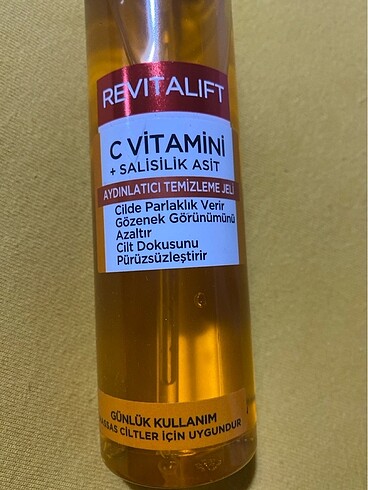 REVITALIFT
C VİTAMİNİ
+ SALİSİLİK ASİT
AYDINLATICI TEMİZLEME JELİ
Cilde Parlaklık Verir
Gözenek Görünümünü
Azaltır
Cilt Dokusunu
Pürüzsüzleştirir
GÜNLÜK KULLANIM
CİLTLER İÇİN UYGUNDUR